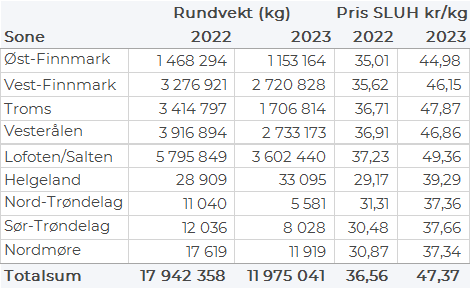 Rundvekt (kg) Pris SLUH kr/kg
Sone 2022 2023 2022 2023
Øst-Finnmark 1 468 294 1 153 164 35,01 44,98
Vest-Finnmark 3 276 921 2 720 828 35,62 46,15
Troms 3 414 797 1 706 814 36,71 47,87
Vesterålen 3 916 894 2 733 173 36,91 46,86
Lofoten/Salten 5 795 849 3 602 440 37,23 49,36
Helgeland 28 909 33 095 29,17 39,29
Nord-Trøndelag 11 040 5 581 31,31 37,36
Sør-Trøndelag 12 036 8 028 30,48 37,66
Nordmøre 17 619 11 919 30,87 37,34
Totalsum 17 942 358 11 975 041 36,56 47,37